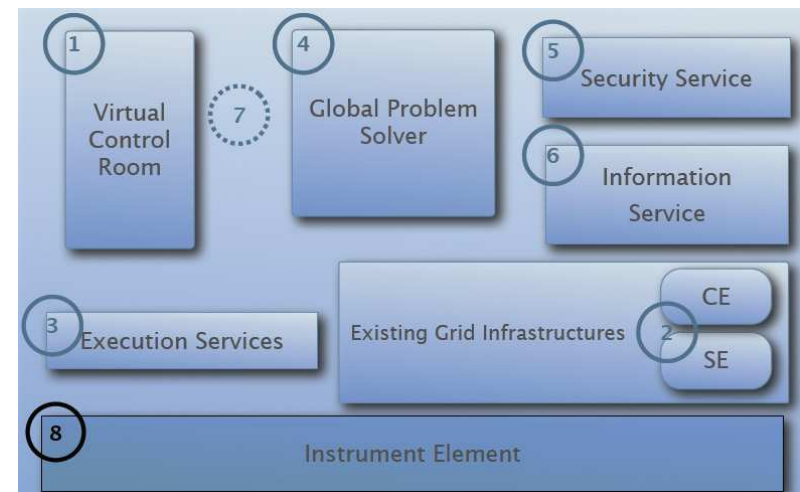 1
Virtual
Control
Room
7
4
Global Problem
Solver
5
Security Service
6
Information
Service
3
Execution Services
Existing Grid Infrastructures
2
CE
SE
8
Instrument Element